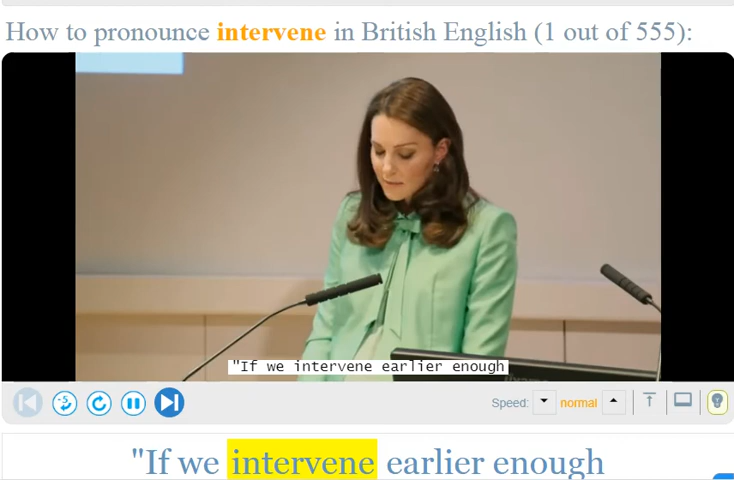 How to pronounce intervene in British English (1 out of 555):
"If we intervene earlier enough
-5
Speed: normal
"If we intervene earlier enough